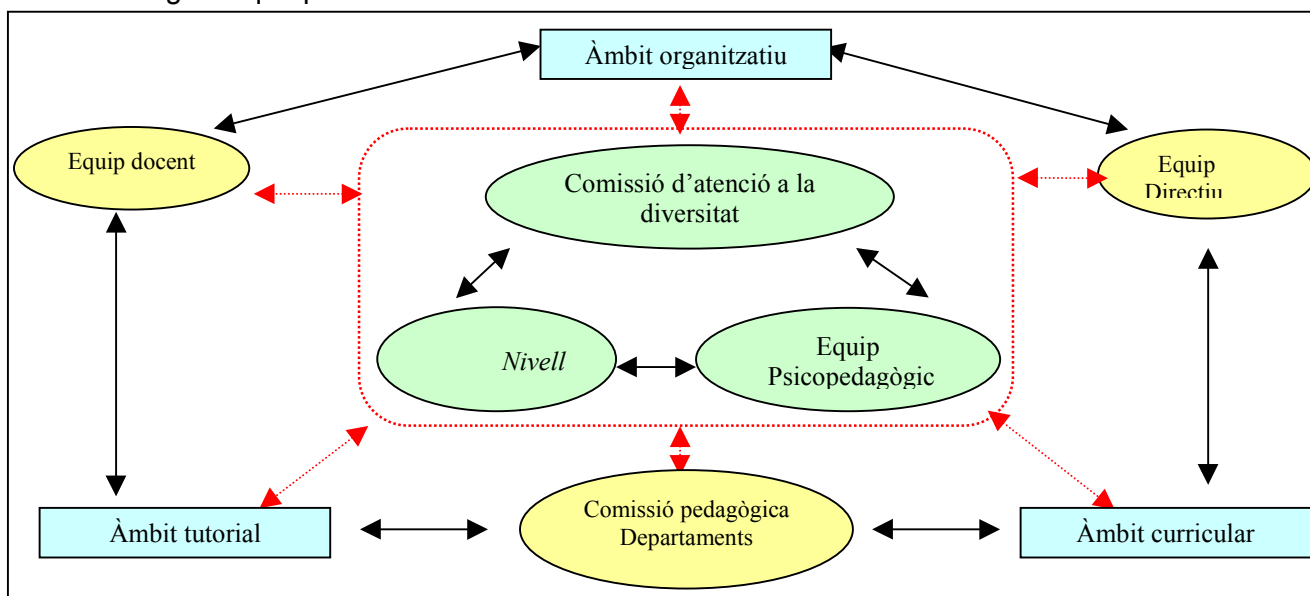 Àmbit organitzatiu
Equip docent
Equip
Directiu
Comissió d'atenció a la
diversitat
Nivell
Equip
Psicopedagògic
Àmbit tutorial
Comissió pedagògica
Departaments
Àmbit curricular